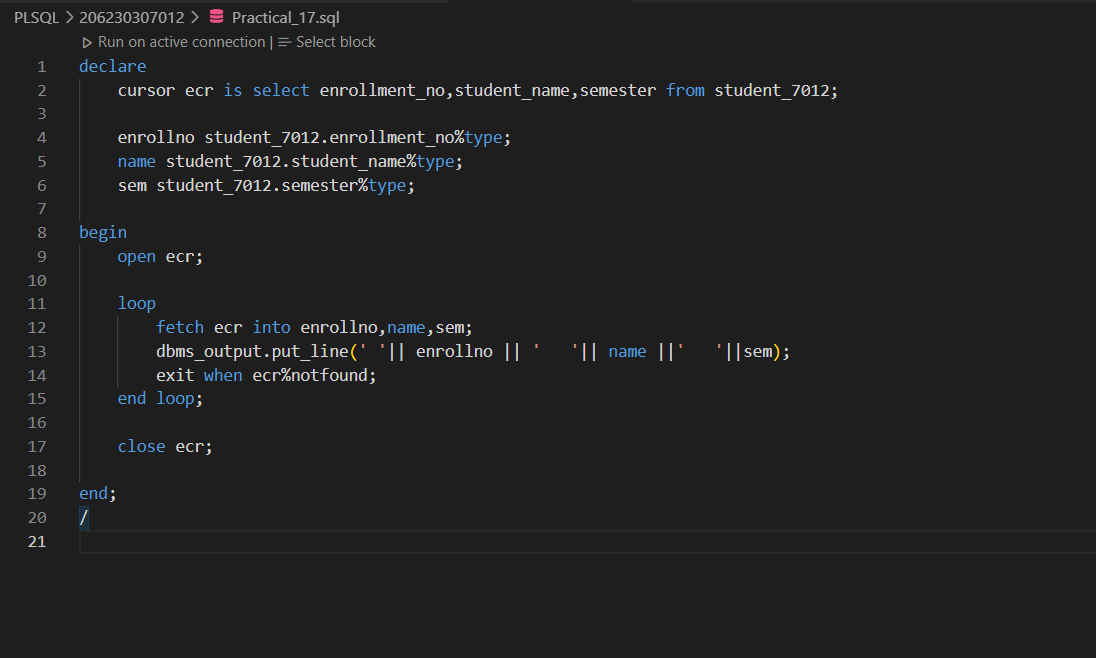 PLSQL > 206230307012 > Practical_17.sql
Run on active connection | Select block
1 declare
2     cursor ecr is select enrollment_no,student_name,semester from student_7012;
3
4     enrollno student_7012.enrollment_no%type;
5     name student_7012.student_name%type;
6     sem student_7012.semester%type;
7
8 begin
9     open ecr;
10
11     loop
12         fetch ecr into enrollno,name,sem;
13         dbms_output.put_line(' '|| enrollno || '   '|| name ||'   '||sem);
14         exit when ecr%notfound;
15     end loop;
16
17     close ecr;
18
19 end;
20 /
21